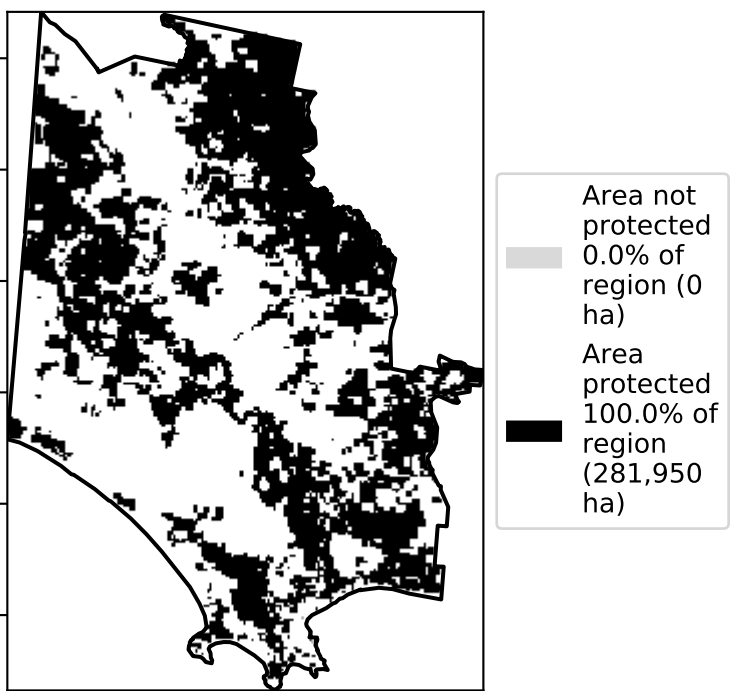 Area not
protected
0.0% of
region (0
ha)
Area
protected
100.0% of
region
(281,950
ha)